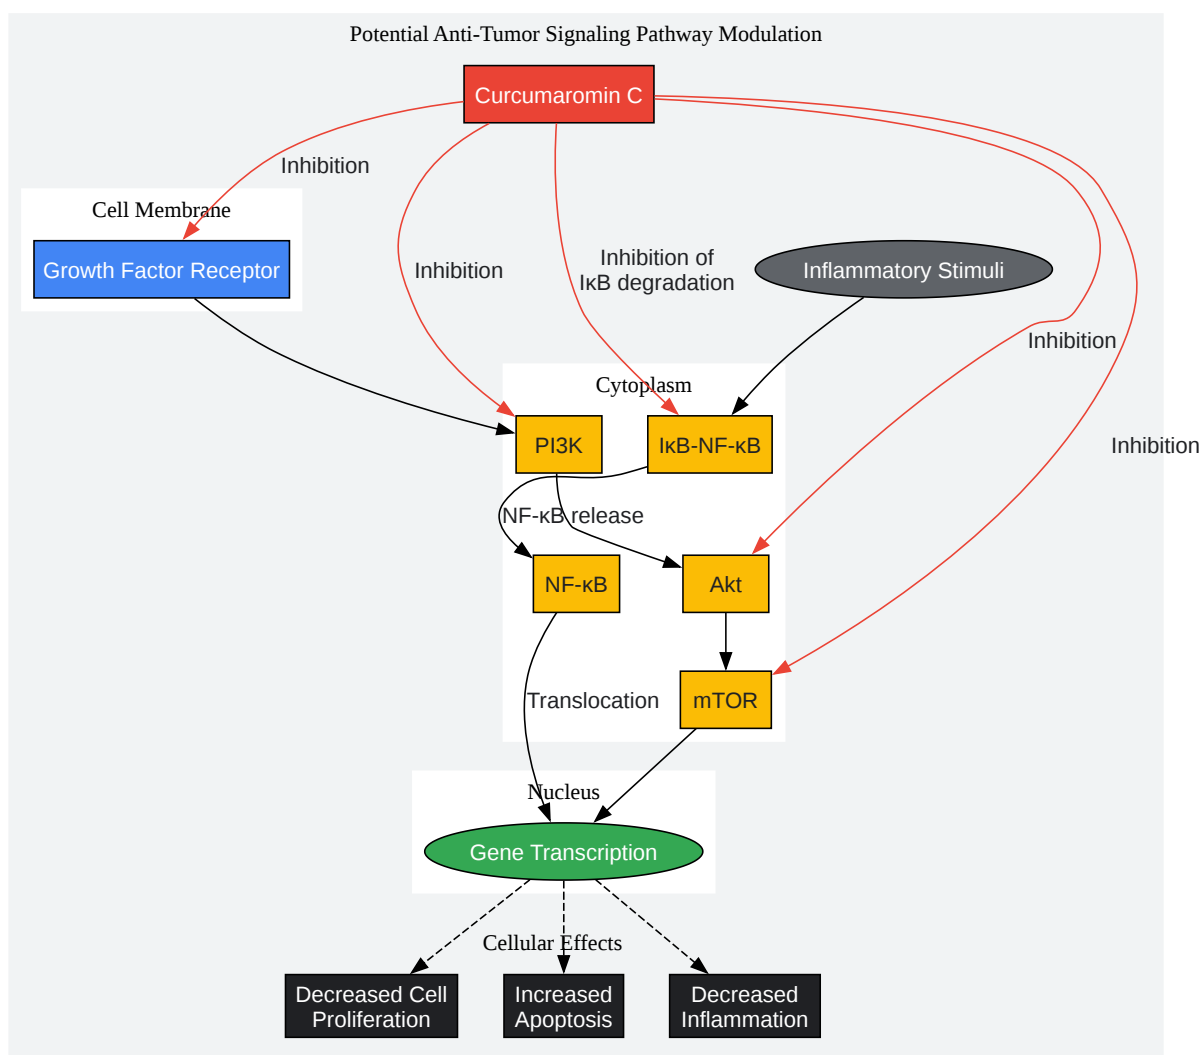 Potential Anti-Tumor Signaling Pathway Modulation
Curcumaromin C
Inhibition
Cell Membrane
Growth Factor Receptor
Inhibition
Inhibition of
IκB degradation
Inflammatory Stimuli
Inhibition
Cytoplasm
PI3K
IκB-NF-κB
Inhibition
NF-κB release
NF-κB
Akt
Translocation
mTOR
Nucleus
Gene Transcription
Cellular Effects
Decreased Cell
Proliferation
Increased
Apoptosis
Decreased
Inflammation